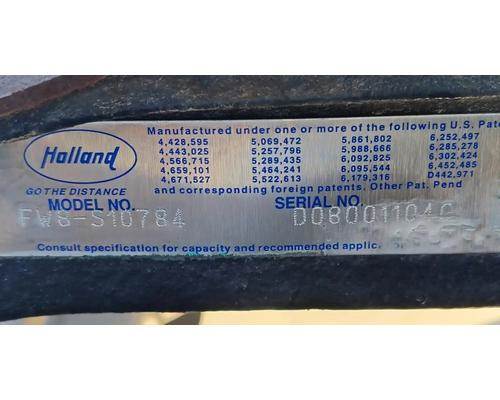 Holland
GO THE DISTANCE
Manufactured under one or more of the following U.S. Pate
4,428,595 5,069,472 5,861,802 6,252,497
4,443,025 5,257,796 5,988,666 6,285,278
4,566,715 5,289,435 6,092,825 6,302,424
4,659,101 5,464,241 6,095,544 6,452,485
4,671,527 5,522,613 6,179,316 D442,971
and corresponding foreign patents. Other Pat. Pend
MODEL NO. SERIAL NO.
FW8-S10784
Consult specification for capacity and recommended applic